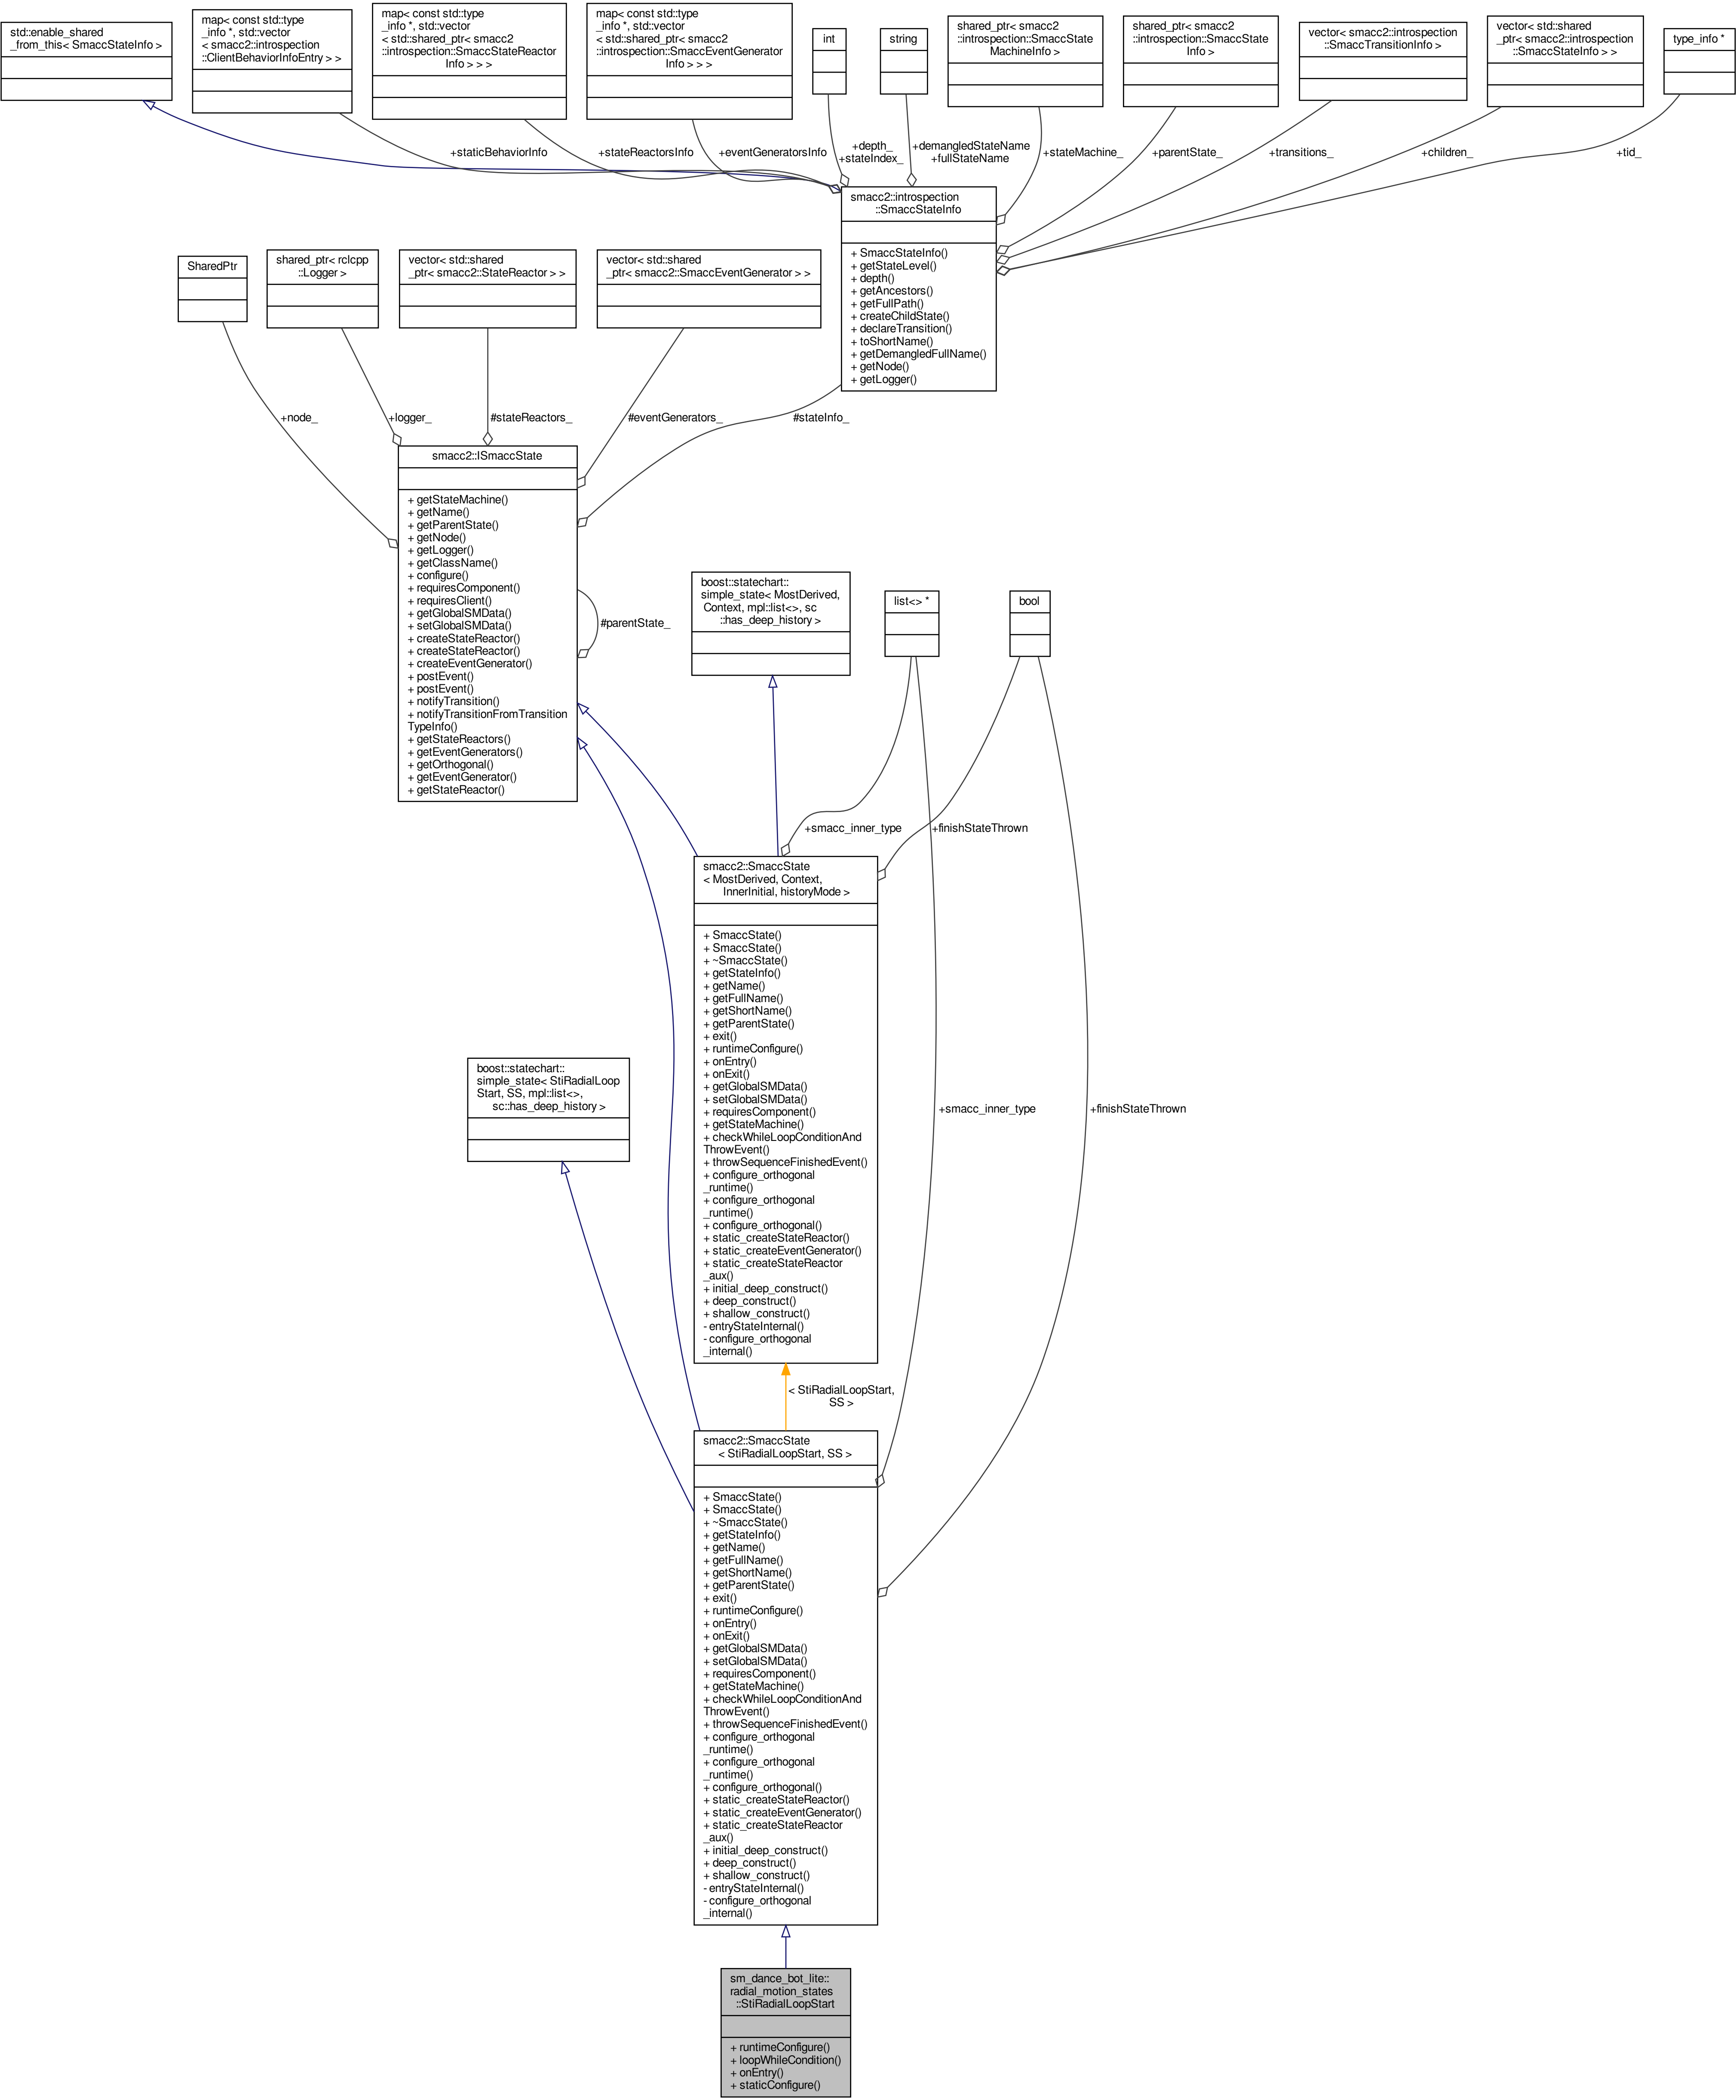 std::enable_shared
_from_this< SmaccStateInfo >
map< const std::type
_info *, std::vector
< smacc2::introspection
::ClientBehaviorInfoEntry > >
map< const std::type
_info *, std::vector
< std::shared_ptr< smacc2
::introspection::SmaccStateReactor
Info > > >
map< const std::type
_info *, std::vector
< std::shared_ptr< smacc2
::introspection::SmaccEventGenerator
Info > > >
int
string
shared_ptr< smacc2
::introspection::SmaccState
MachineInfo >
shared_ptr< smacc2
::introspection::SmaccState
Info >
vector< smacc2::introspection
::SmaccTransitionInfo >
vector< std::shared
_ptr< smacc2::introspection
::SmaccStateInfo > >
type_info *
+staticBehaviorInfo
+stateReactorsInfo
+eventGeneratorsInfo
+depth_
+stateIndex_
+demangledStateName
+fullStateName
+stateMachine_
+parentState_
+transitions_
+children_
+tid_
smacc2::introspection
::SmaccStateInfo
+ SmaccStateInfo()
+ getStateLevel()
+ depth()
+ getAncestors()
+ getFullPath()
+ createChildState()
+ declareTransition()
+ toShortName()
+ getDemangledFullName()
+ getNode()
+ getLogger()
SharedPtr
shared_ptr< rclcpp
::Logger >
vector< std::shared
_ptr< smacc2::StateReactor > >
vector< std::shared
_ptr< smacc2::SmaccEventGenerator > >
+node_
+logger_
#stateReactors_
#eventGenerators_
#stateInfo_
smacc2::ISmaccState
+ getStateMachine()
+ getName()
+ getParentState()
+ getNode()
+ getLogger()
+ getClassName()
+ configure()
+ requiresComponent()
+ requiresClient()
+ getGlobalSMData()
+ setGlobalSMData()
+ createStateReactor()
+ createStateReactor()
+ createEventGenerator()
+ postEvent()
+ postEvent()
+ notifyTransition()
+ notifyTransitionFromTransition
TypeInfo()
+ getStateReactors()
+ getEventGenerators()
+ getOrthogonal()
+ getEventGenerator()
+ getStateReactor()
#parentState_
boost::statechart::
simple_state< MostDerived,
Context, mpl::list<>, sc
::has_deep_history >
list<> *
bool
+smacc_inner_type
+finishStateThrown
smacc2::SmaccState
< MostDerived, Context,
InnerInitial, historyMode >
+ SmaccState()
+ SmaccState()
+ ~SmaccState()
+ getStateInfo()
+ getName()
+ getFullName()
+ getShortName()
+ getParentState()
+ exit()
+ runtimeConfigure()
+ onEntry()
+ onExit()
+ getGlobalSMData()
+ setGlobalSMData()
+ requiresComponent()
+ getStateMachine()
+ checkWhileLoopConditionAnd
ThrowEvent()
+ throwSequenceFinishedEvent()
+ configure_orthogonal
_runtime()
+ configure_orthogonal
_runtime()
+ configure_orthogonal()
+ static_createStateReactor()
+ static_createEventGenerator()
+ static_createStateReactor
_aux()
+ initial_deep_construct()
+ deep_construct()
+ shallow_construct()
- entryStateInternal()
- configure_orthogonal
_internal()
boost::statechart::
simple_state< StiRadialLoop
Start, SS, mpl::list<>,
sc::has_deep_history >
+smacc_inner_type
+finishStateThrown
< StiRadialLoopStart,
SS >
smacc2::SmaccState
< StiRadialLoopStart, SS >
+ SmaccState()
+ SmaccState()
+ ~SmaccState()
+ getStateInfo()
+ getName()
+ getFullName()
+ getShortName()
+ getParentState()
+ exit()
+ runtimeConfigure()
+ onEntry()
+ onExit()
+ getGlobalSMData()
+ setGlobalSMData()
+ requiresComponent()
+ getStateMachine()
+ checkWhileLoopConditionAnd
ThrowEvent()
+ throwSequenceFinishedEvent()
+ configure_orthogonal
_runtime()
+ configure_orthogonal
_runtime()
+ configure_orthogonal()
+ static_createStateReactor()
+ static_createEventGenerator()
+ static_createStateReactor
_aux()
+ initial_deep_construct()
+ deep_construct()
+ shallow_construct()
- entryStateInternal()
- configure_orthogonal
_internal()
sm_dance_bot_lite::
radial_motion_states
::StiRadialLoopStart
+ runtimeConfigure()
+ loopWhileCondition()
+ onEntry()
+ staticConfigure()